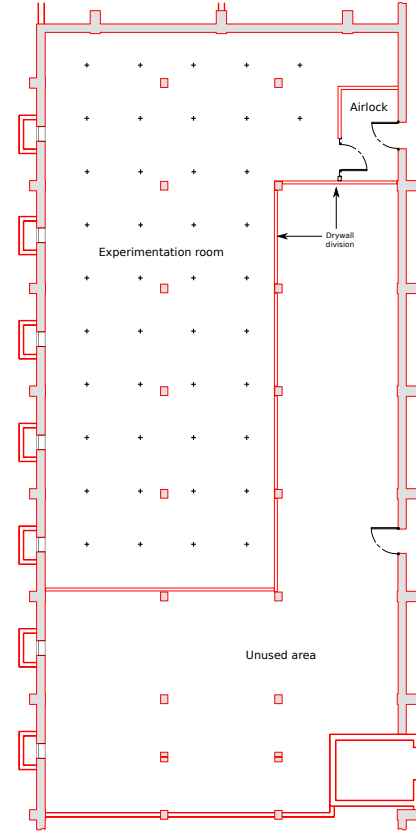 Airlock
Drywall
division
Experimentation room
Unused area